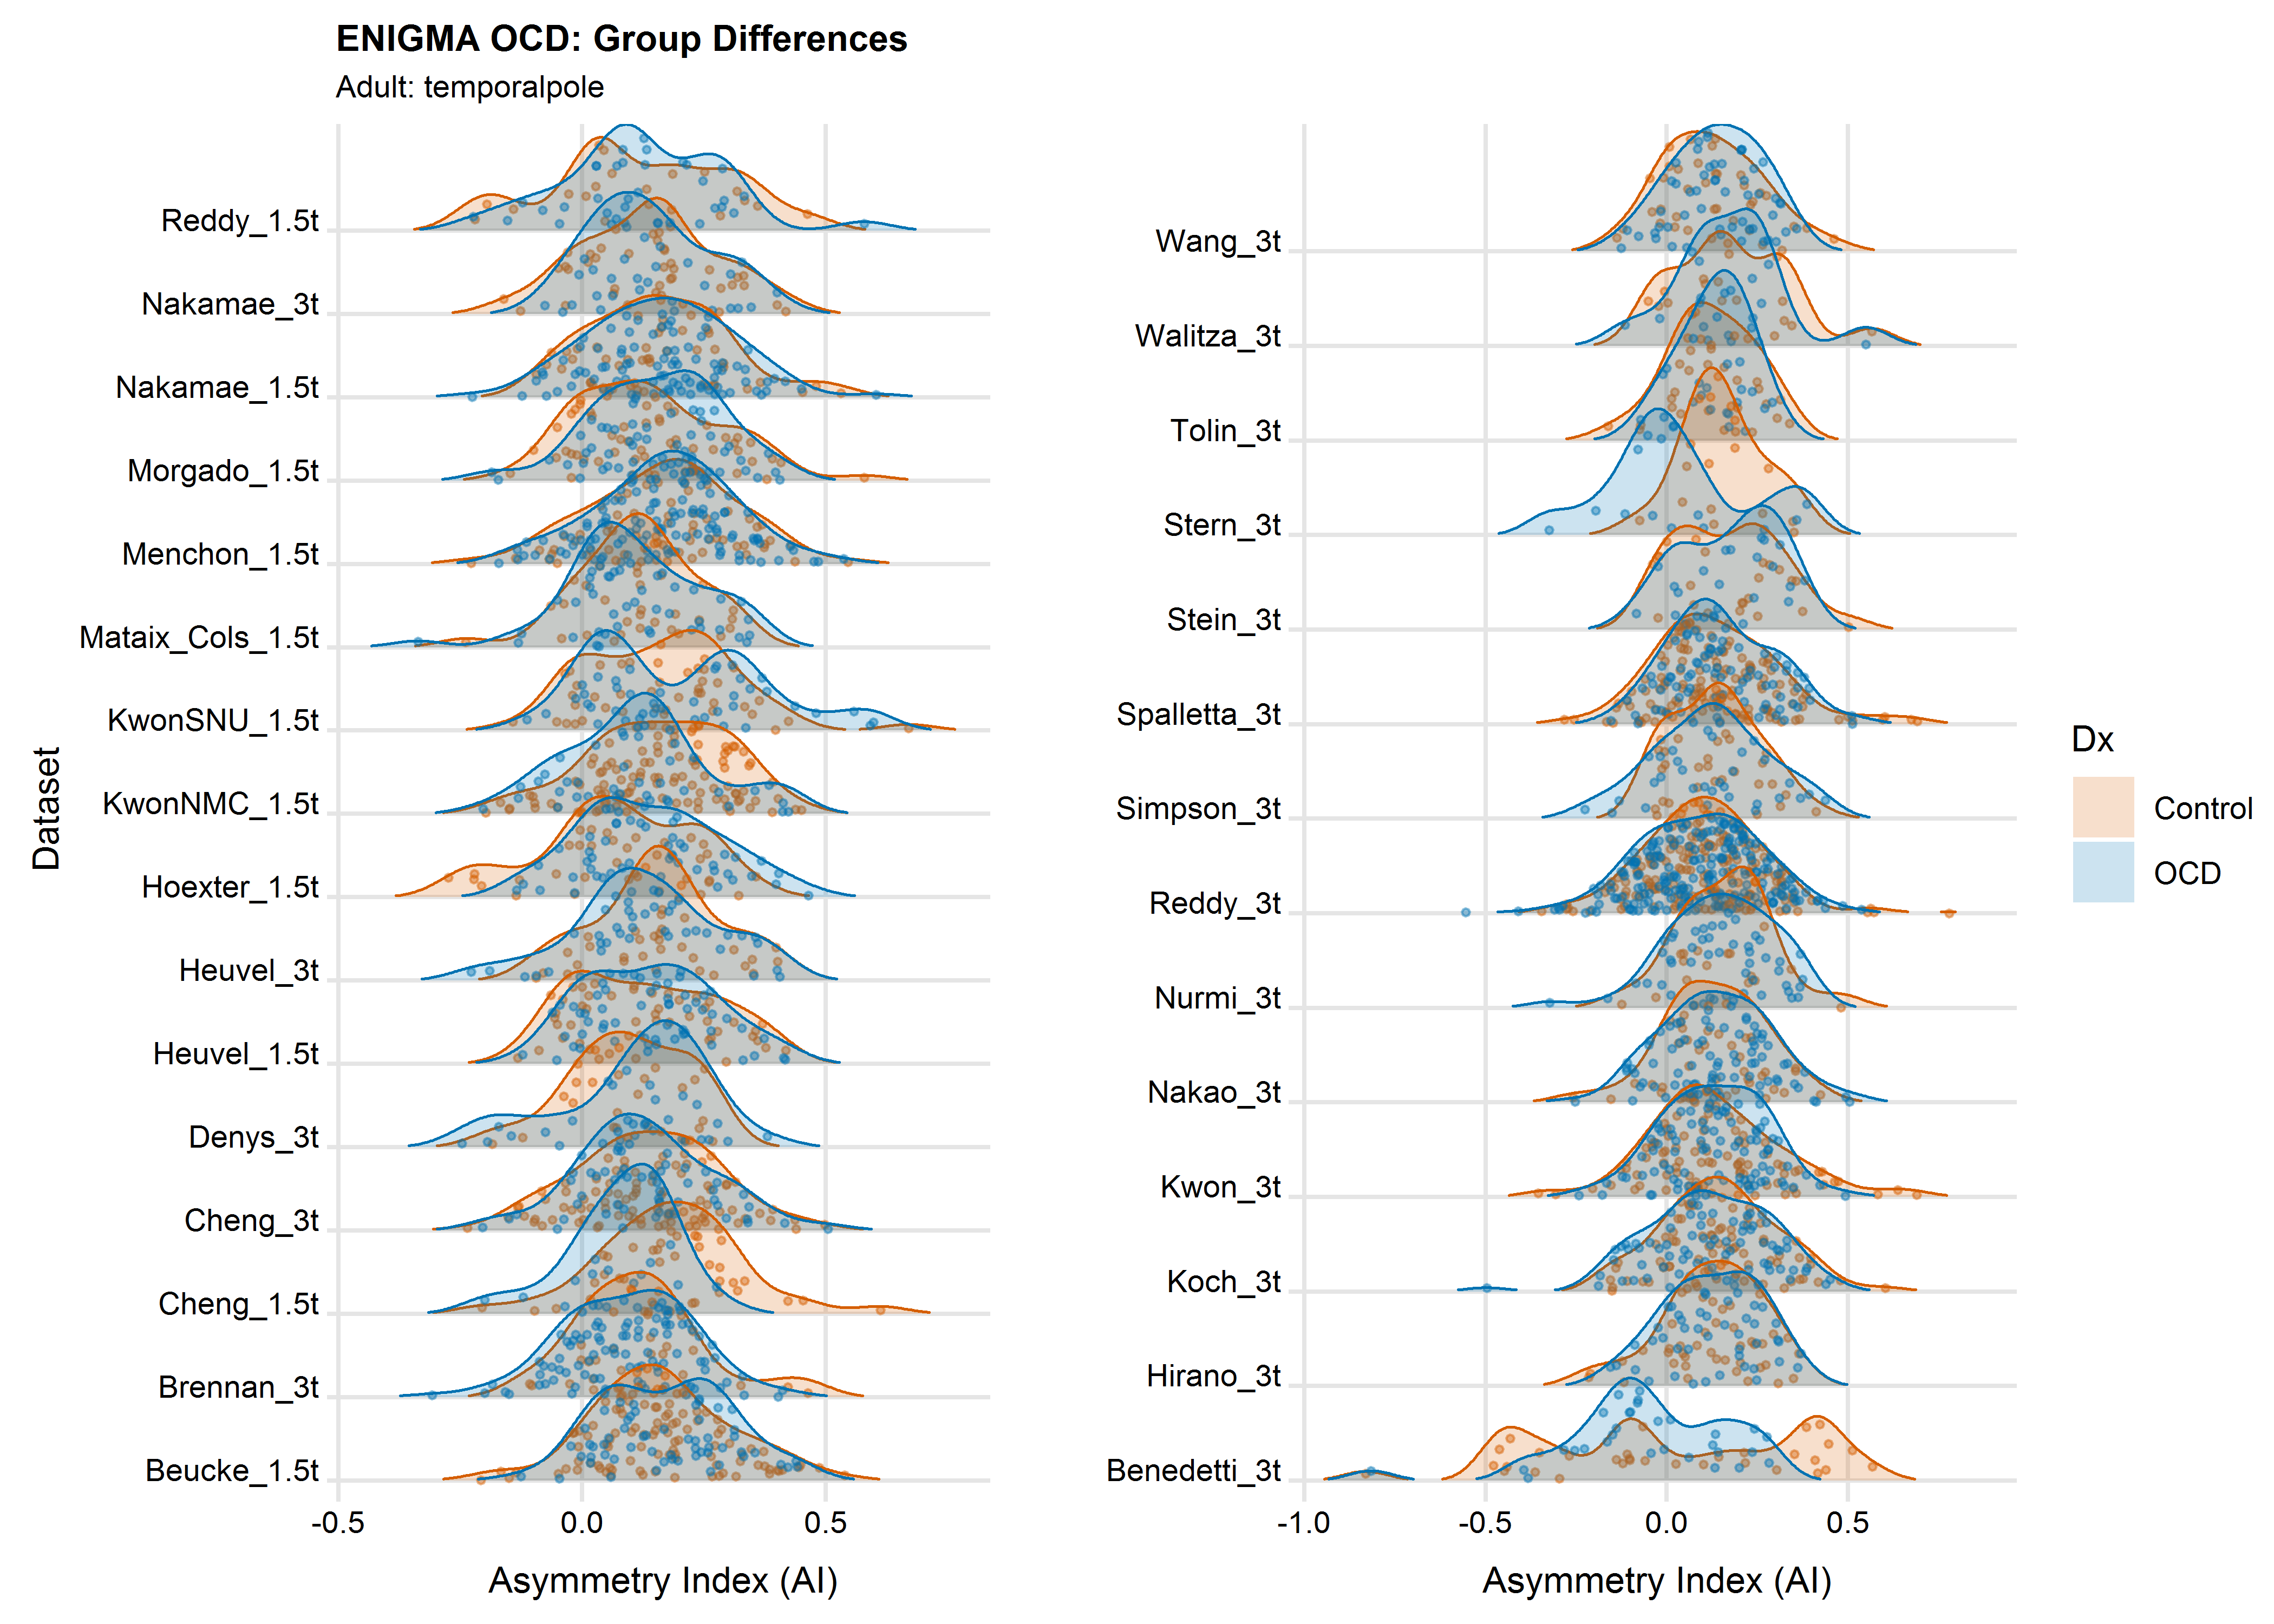 ENIGMA OCD: Group Differences
Adult: temporalpole
Dataset
Reddy_1.5t
Nakamae_3t
Nakamae_1.5t
Morgado_1.5t
Menchon_1.5t
Mataix_Cols_1.5t
KwonSNU_1.5t
KwonNMC_1.5t
Hoexter_1.5t
Heuvel_3t
Heuvel_1.5t
Denys_3t
Cheng_3t
Cheng_1.5t
Brennan_3t
Beucke_1.5t
-0.5 0.0 0.5
Asymmetry Index (AI)
Wang_3t
Walitza_3t
Tolin_3t
Stern_3t
Stein_3t
Spalletta_3t
Simpson_3t
Reddy_3t
Nurmi_3t
Nakao_3t
Kwon_3t
Koch_3t
Hirano_3t
Benedetti_3t
-1.0 -0.5 0.0 0.5
Asymmetry Index (AI)
Dx
Control
OCD